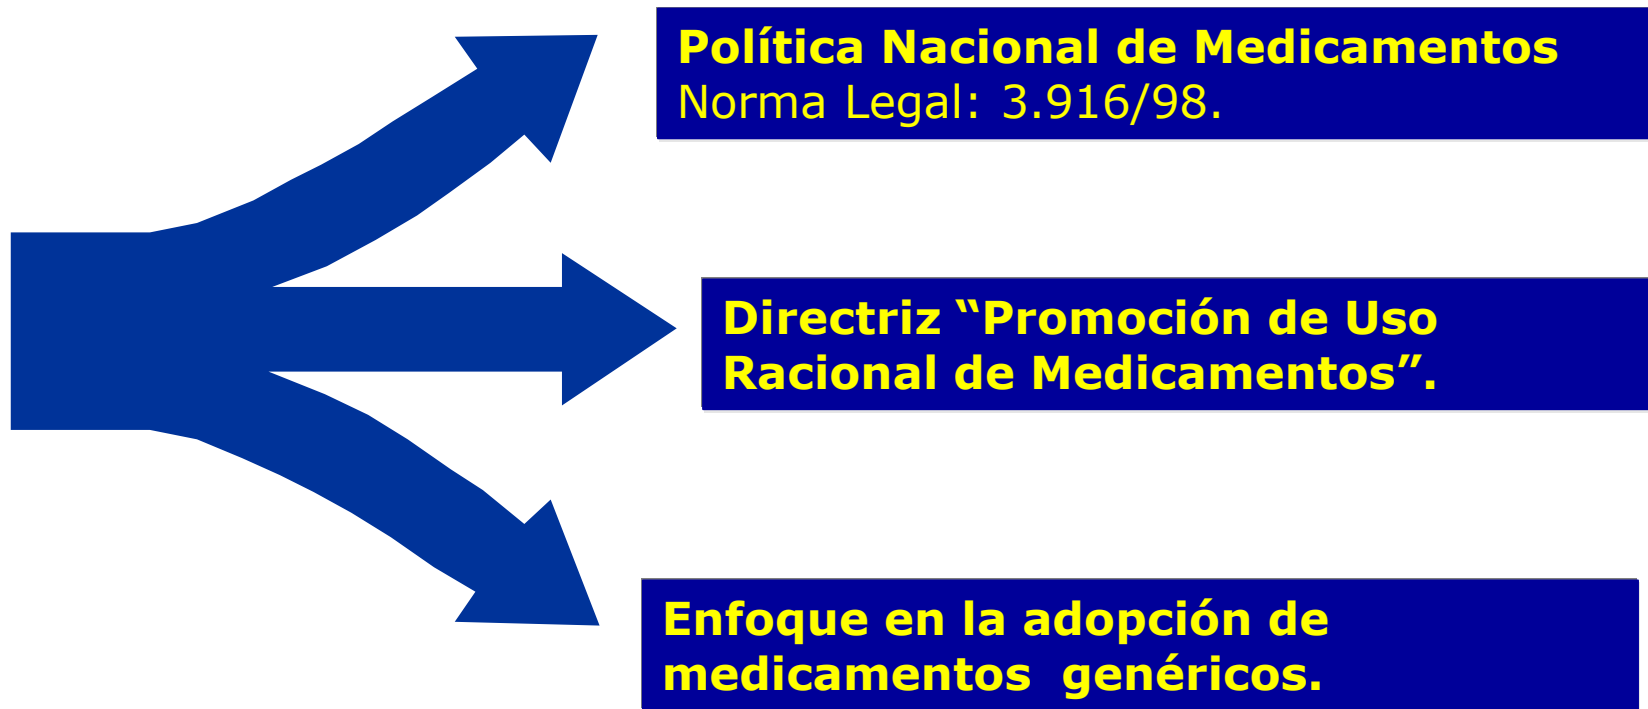 Política Nacional de Medicamentos
Norma Legal: 3.916/98.
Directriz “Promoción de Uso
Racional de Medicamentos”.
Enfoque en la adopción de
medicamentos  genéricos.